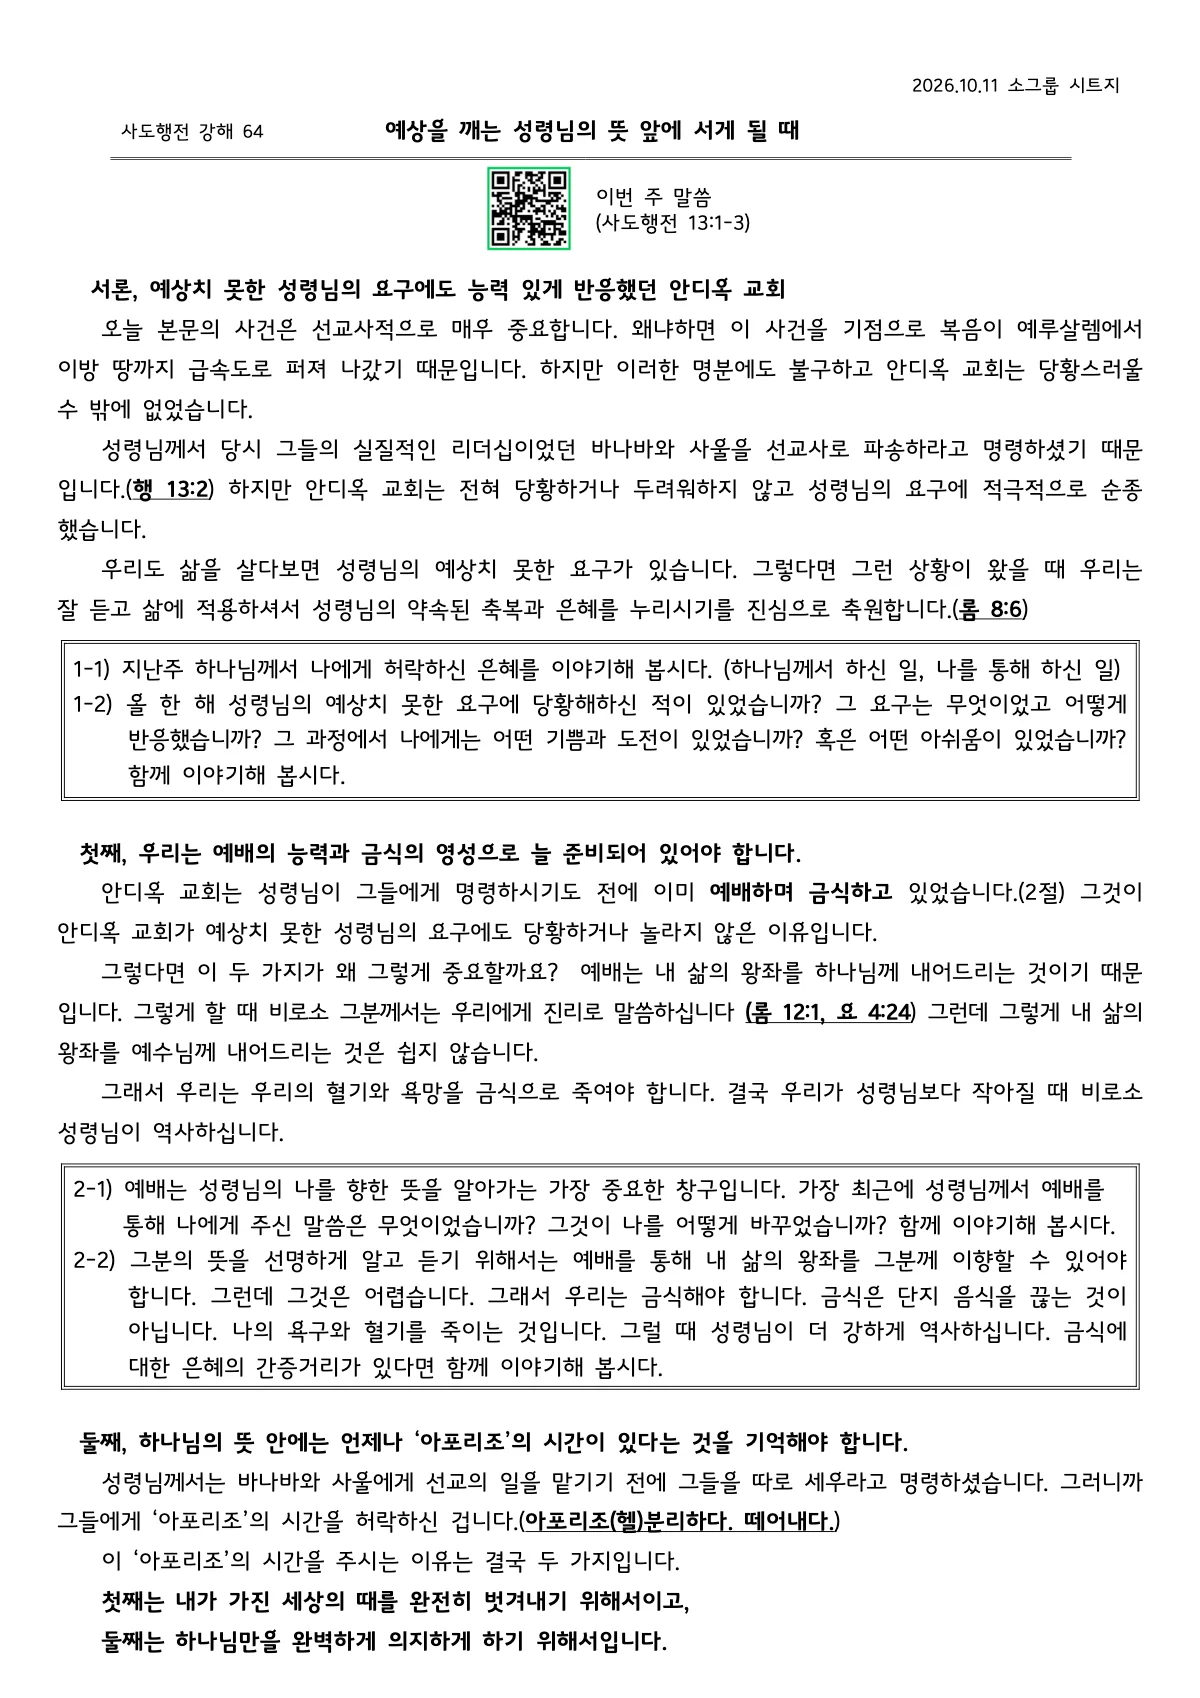 2026.10.11 소그룹 시트지
사도행전 강해 64 예상을 깨는 성령님의 뜻 앞에 서게 될 때
이번 주 말씀
(사도행전 13:1-3)
서론, 예상치 못한 성령님의 요구에도 능력 있게 반응했던 안디옥 교회
오늘 본문의 사건은 선교사적으로 매우 중요합니다. 왜냐하면 이 사건을 기점으로 복음이 예루살렘에서
이방 땅까지 급속도로 퍼져 나갔기 때문입니다. 하지만 이러한 명분에도 불구하고 안디옥 교회는 당황스러울
수 밖에 없었습니다.
성령님께서 당시 그들의 실질적인 리더십이었던 바나바와 사울을 선교사로 파송하라고 명령하셨기 때문
입니다.(행 13:2) 하지만 안디옥 교회는 전혀 당황하거나 두려워하지 않고 성령님의 요구에 적극적으로 순종
했습니다.
우리도 삶을 살다보면 성령님의 예상치 못한 요구가 있습니다. 그렇다면 그런 상황이 왔을 때 우리는
잘 듣고 삶에 적용하셔서 성령님의 약속된 축복과 은혜를 누리시기를 진심으로 축원합니다.(롬 8:6)
1-1) 지난주 하나님께서 나에게 허락하신 은혜를 이야기해 봅시다. (하나님께서 하신 일, 나를 통해 하신 일)
1-2) 올 한 해 성령님의 예상치 못한 요구에 당황해하신 적이 있었습니까? 그 요구는 무엇이었고 어떻게
반응했습니까? 그 과정에서 나에게는 어떤 기쁨과 도전이 있었습니까? 혹은 어떤 아쉬움이 있었습니까?
함께 이야기해 봅시다.
첫째, 우리는 예배의 능력과 금식의 영성으로 늘 준비되어 있어야 합니다.
안디옥 교회는 성령님이 그들에게 명령하시기도 전에 이미 예배하며 금식하고 있었습니다.(2절) 그것이
안디옥 교회가 예상치 못한 성령님의 요구에도 당황하거나 놀라지 않은 이유입니다.
그렇다면 이 두 가지가 왜 그렇게 중요할까요? 예배는 내 삶의 왕좌를 하나님께 내어드리는 것이기 때문
입니다. 그렇게 할 때 비로소 그분께서는 우리에게 진리로 말씀하십니다 (롬 12:1, 요 4:24) 그런데 그렇게 내 삶의
왕좌를 예수님께 내어드리는 것은 쉽지 않습니다.
그래서 우리는 우리의 혈기와 욕망을 금식으로 죽여야 합니다. 결국 우리가 성령님보다 작아질 때 비로소
성령님이 역사하십니다.
2-1) 예배는 성령님의 나를 향한 뜻을 알아가는 가장 중요한 창구입니다. 가장 최근에 성령님께서 예배를
통해 나에게 주신 말씀은 무엇이었습니까? 그것이 나를 어떻게 바꾸었습니까? 함께 이야기해 봅시다.
2-2) 그분의 뜻을 선명하게 알고 듣기 위해서는 예배를 통해 내 삶의 왕좌를 그분께 이향할 수 있어야
합니다. 그런데 그것은 어렵습니다. 그래서 우리는 금식해야 합니다. 금식은 단지 음식을 끊는 것이
아닙니다. 나의 욕구와 혈기를 죽이는 것입니다. 그럴 때 성령님이 더 강하게 역사하십니다. 금식에
대한 은혜의 간증거리가 있다면 함께 이야기해 봅시다.
둘째, 하나님의 뜻 안에는 언제나 ‘아포리조’의 시간이 있다는 것을 기억해야 합니다.
성령님께서는 바나바와 사울에게 선교의 일을 맡기기 전에 그들을 따로 세우라고 명령하셨습니다. 그러니까
그들에게 ‘아포리조’의 시간을 허락하신 겁니다.(아포리조(헬)분리하다. 떼어내다.)
이 ‘아포리조’의 시간을 주시는 이유는 결국 두 가지입니다.
첫째는 내가 가진 세상의 때를 완전히 벗겨내기 위해서이고,
둘째는 하나님만을 완벽하게 의지하게 하기 위해서입니다.